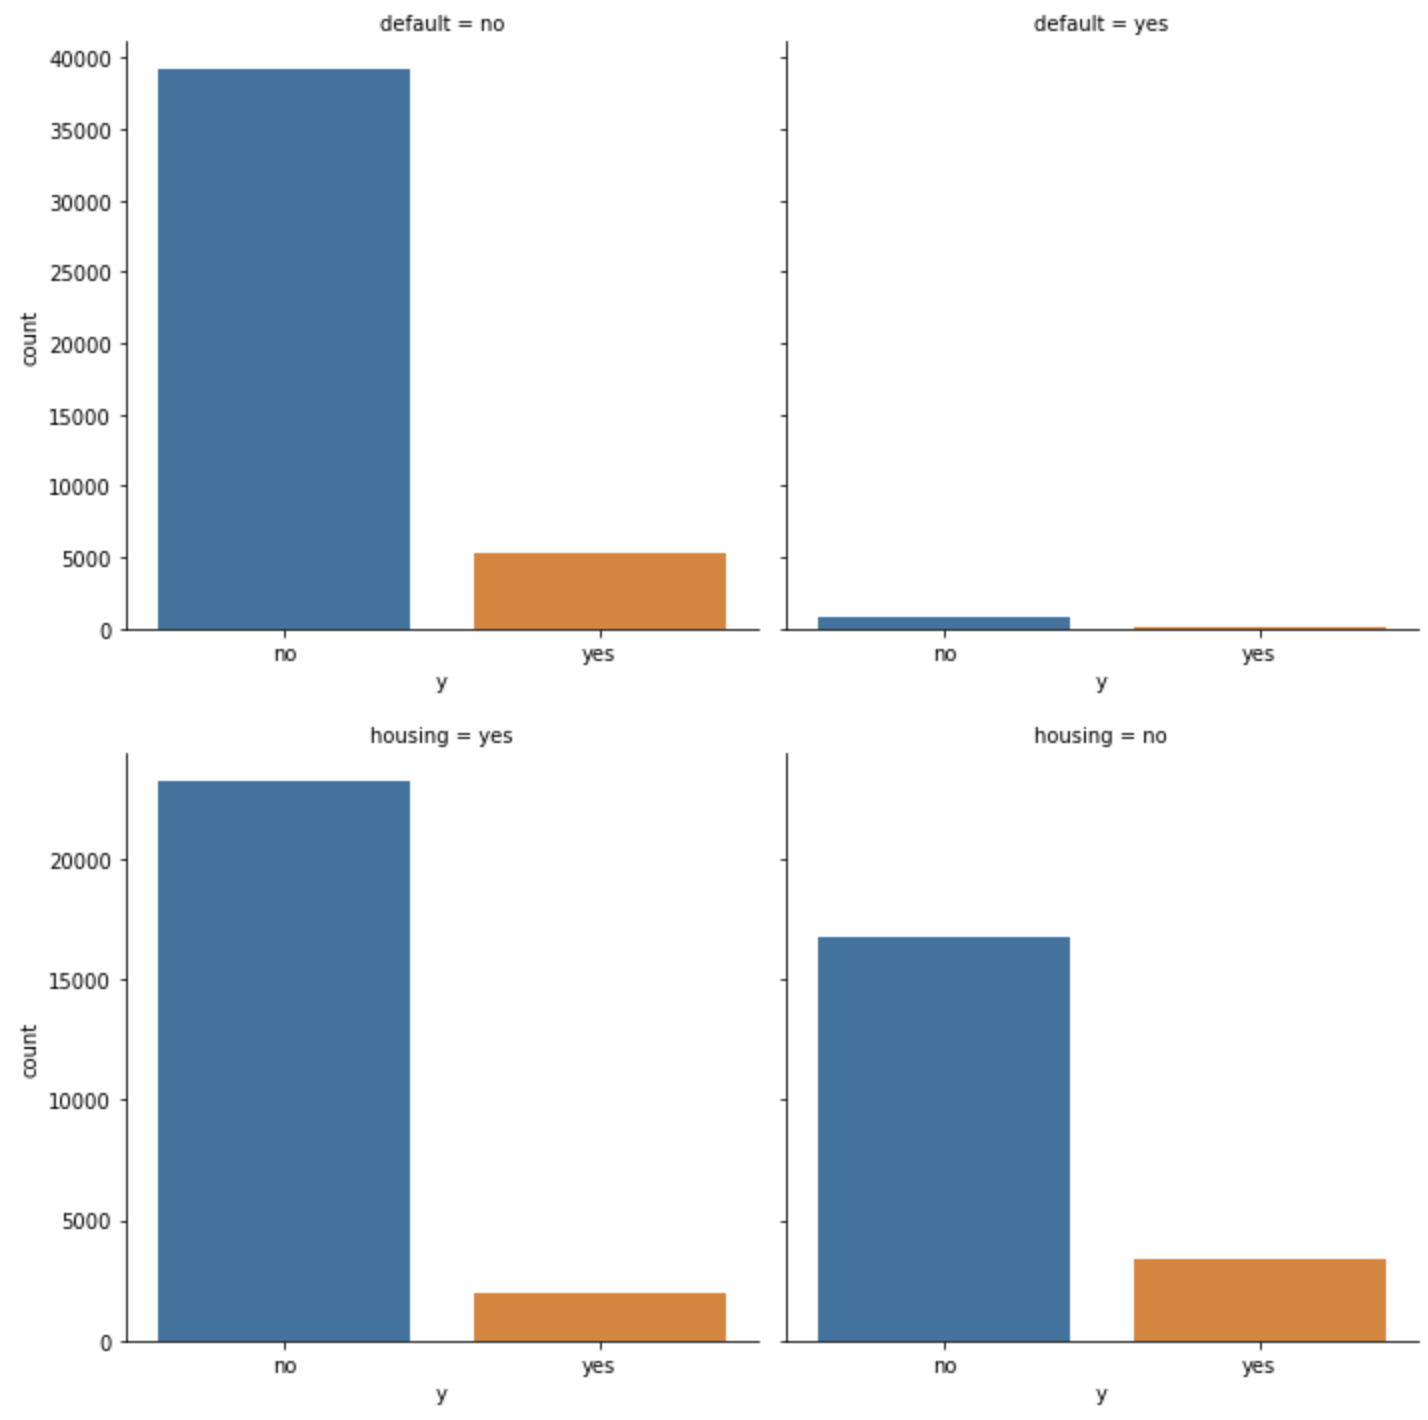 default = no
default = yes
40000
35000
30000
25000
20000
15000
10000
5000
0
count
no
yes
y
no
yes
y
housing = yes
housing = no
20000
15000
10000
5000
0
count
no
yes
y
no
yes
y